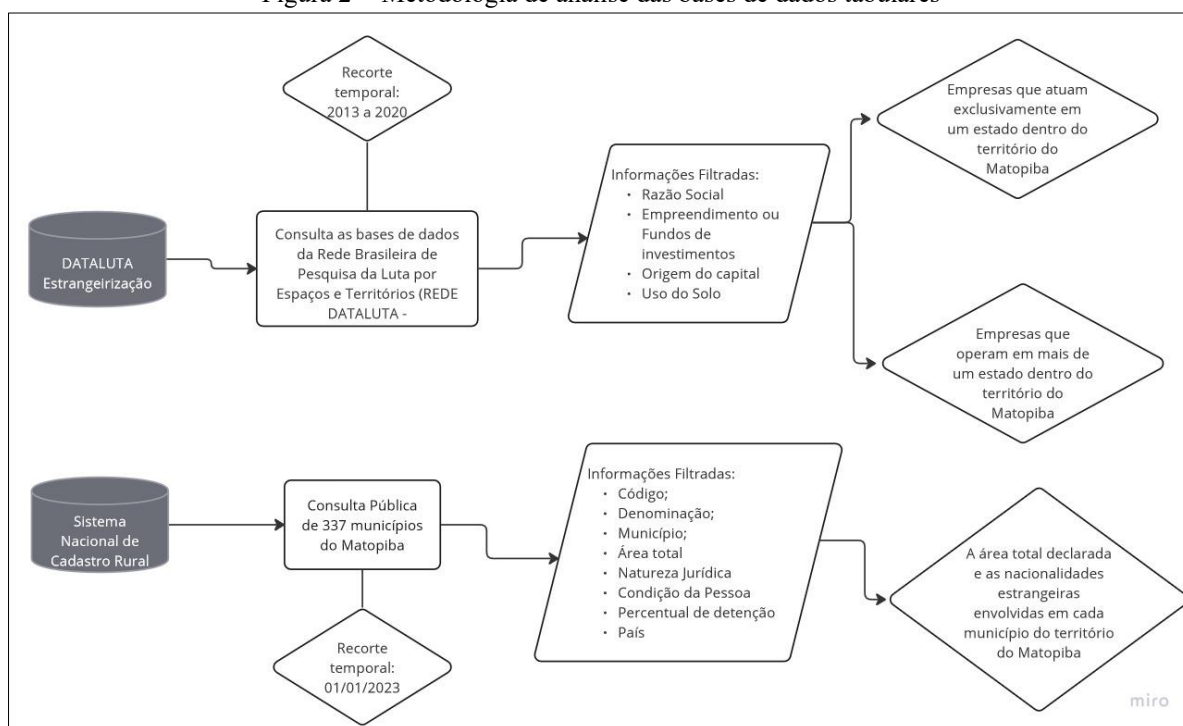 Figura 2 – Metodologia de análise das bases de dados tabulares
Recorte
temporal:
2013 a 2020
DATALUTA
Estrangeirização
Consulta as bases de dados
da Rede Brasileira de
Pesquisa da Luta por
Espaços e Territórios (REDE
DATALUTA -
Informações Filtradas:
• Razão Social
• Empreendimento ou
Fundos de
investimentos
• Origem do capital
• Uso do Solo
Empresas que atuam
exclusivamente em
um estado dentro do
território do
Matopiba
Empresas que
operam em mais de
um estado dentro do
território do
Matopiba
Sistema
Nacional de
Cadastro Rural
Consulta Pública
de 337 municípios
do Matopiba
Recorte
temporal:
01/01/2023
Informações Filtradas:
• Código;
• Denominação;
• Município;
• Área total
• Natureza Jurídica
• Condição da Pessoa
• Percentual de detenção
• País
A área total declarada
e as nacionalidades
estrangeiras
envolvidas em cada
município do território
do Matopiba
miro